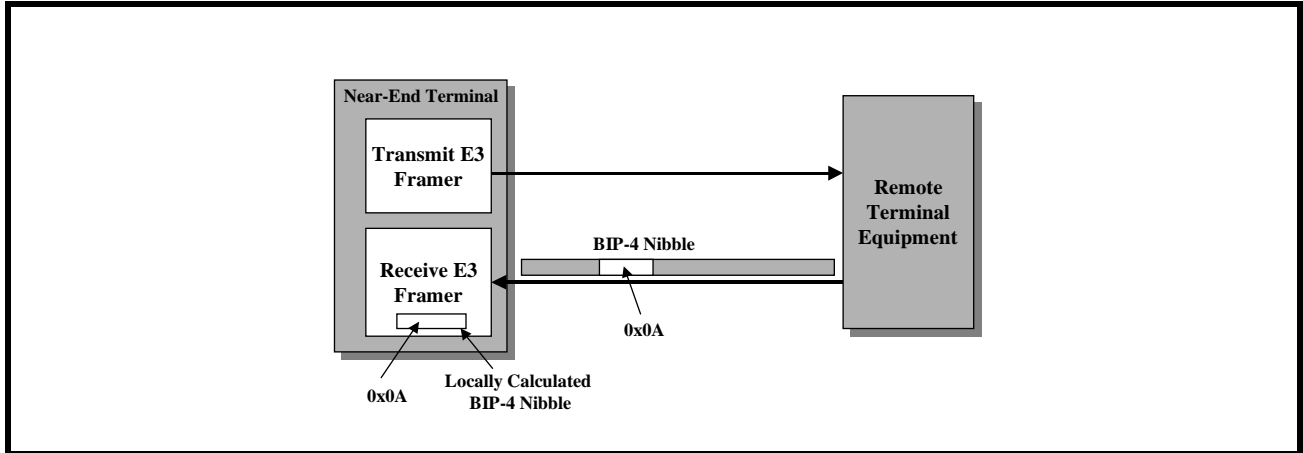 Near-End Terminal
Transmit E3
Framer
Remote
Terminal
Equipment
BIP-4 Nibble
Receive E3
Framer
0x0A
0x0A
Locally Calculated
BIP-4 Nibble